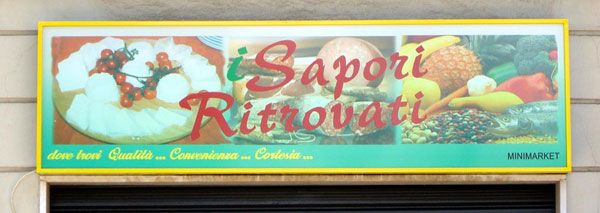 i Sapori
Ritrovati
dove trovi Qualità ... Convenienza ... Cortesia ...
MINIMARKET